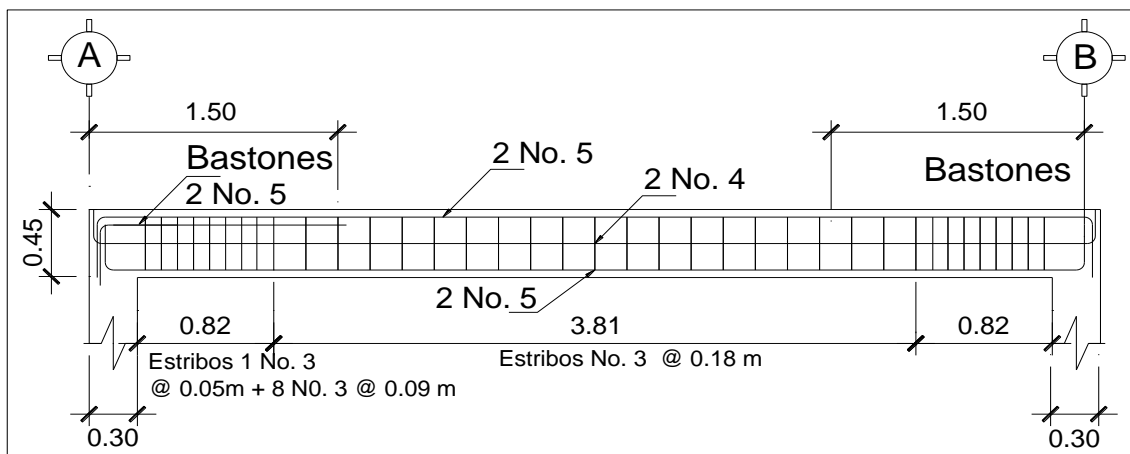 A
B
1.50
1.50
Bastones
2 No. 5
2 No. 5
2 No. 4
Bastones
0.45
2 No. 5
0.82
3.81
0.82
Estribos 1 No. 3
@ 0.05m + 8 N0. 3 @ 0.09 m
Estribos No. 3 @ 0.18 m
0.30
0.30